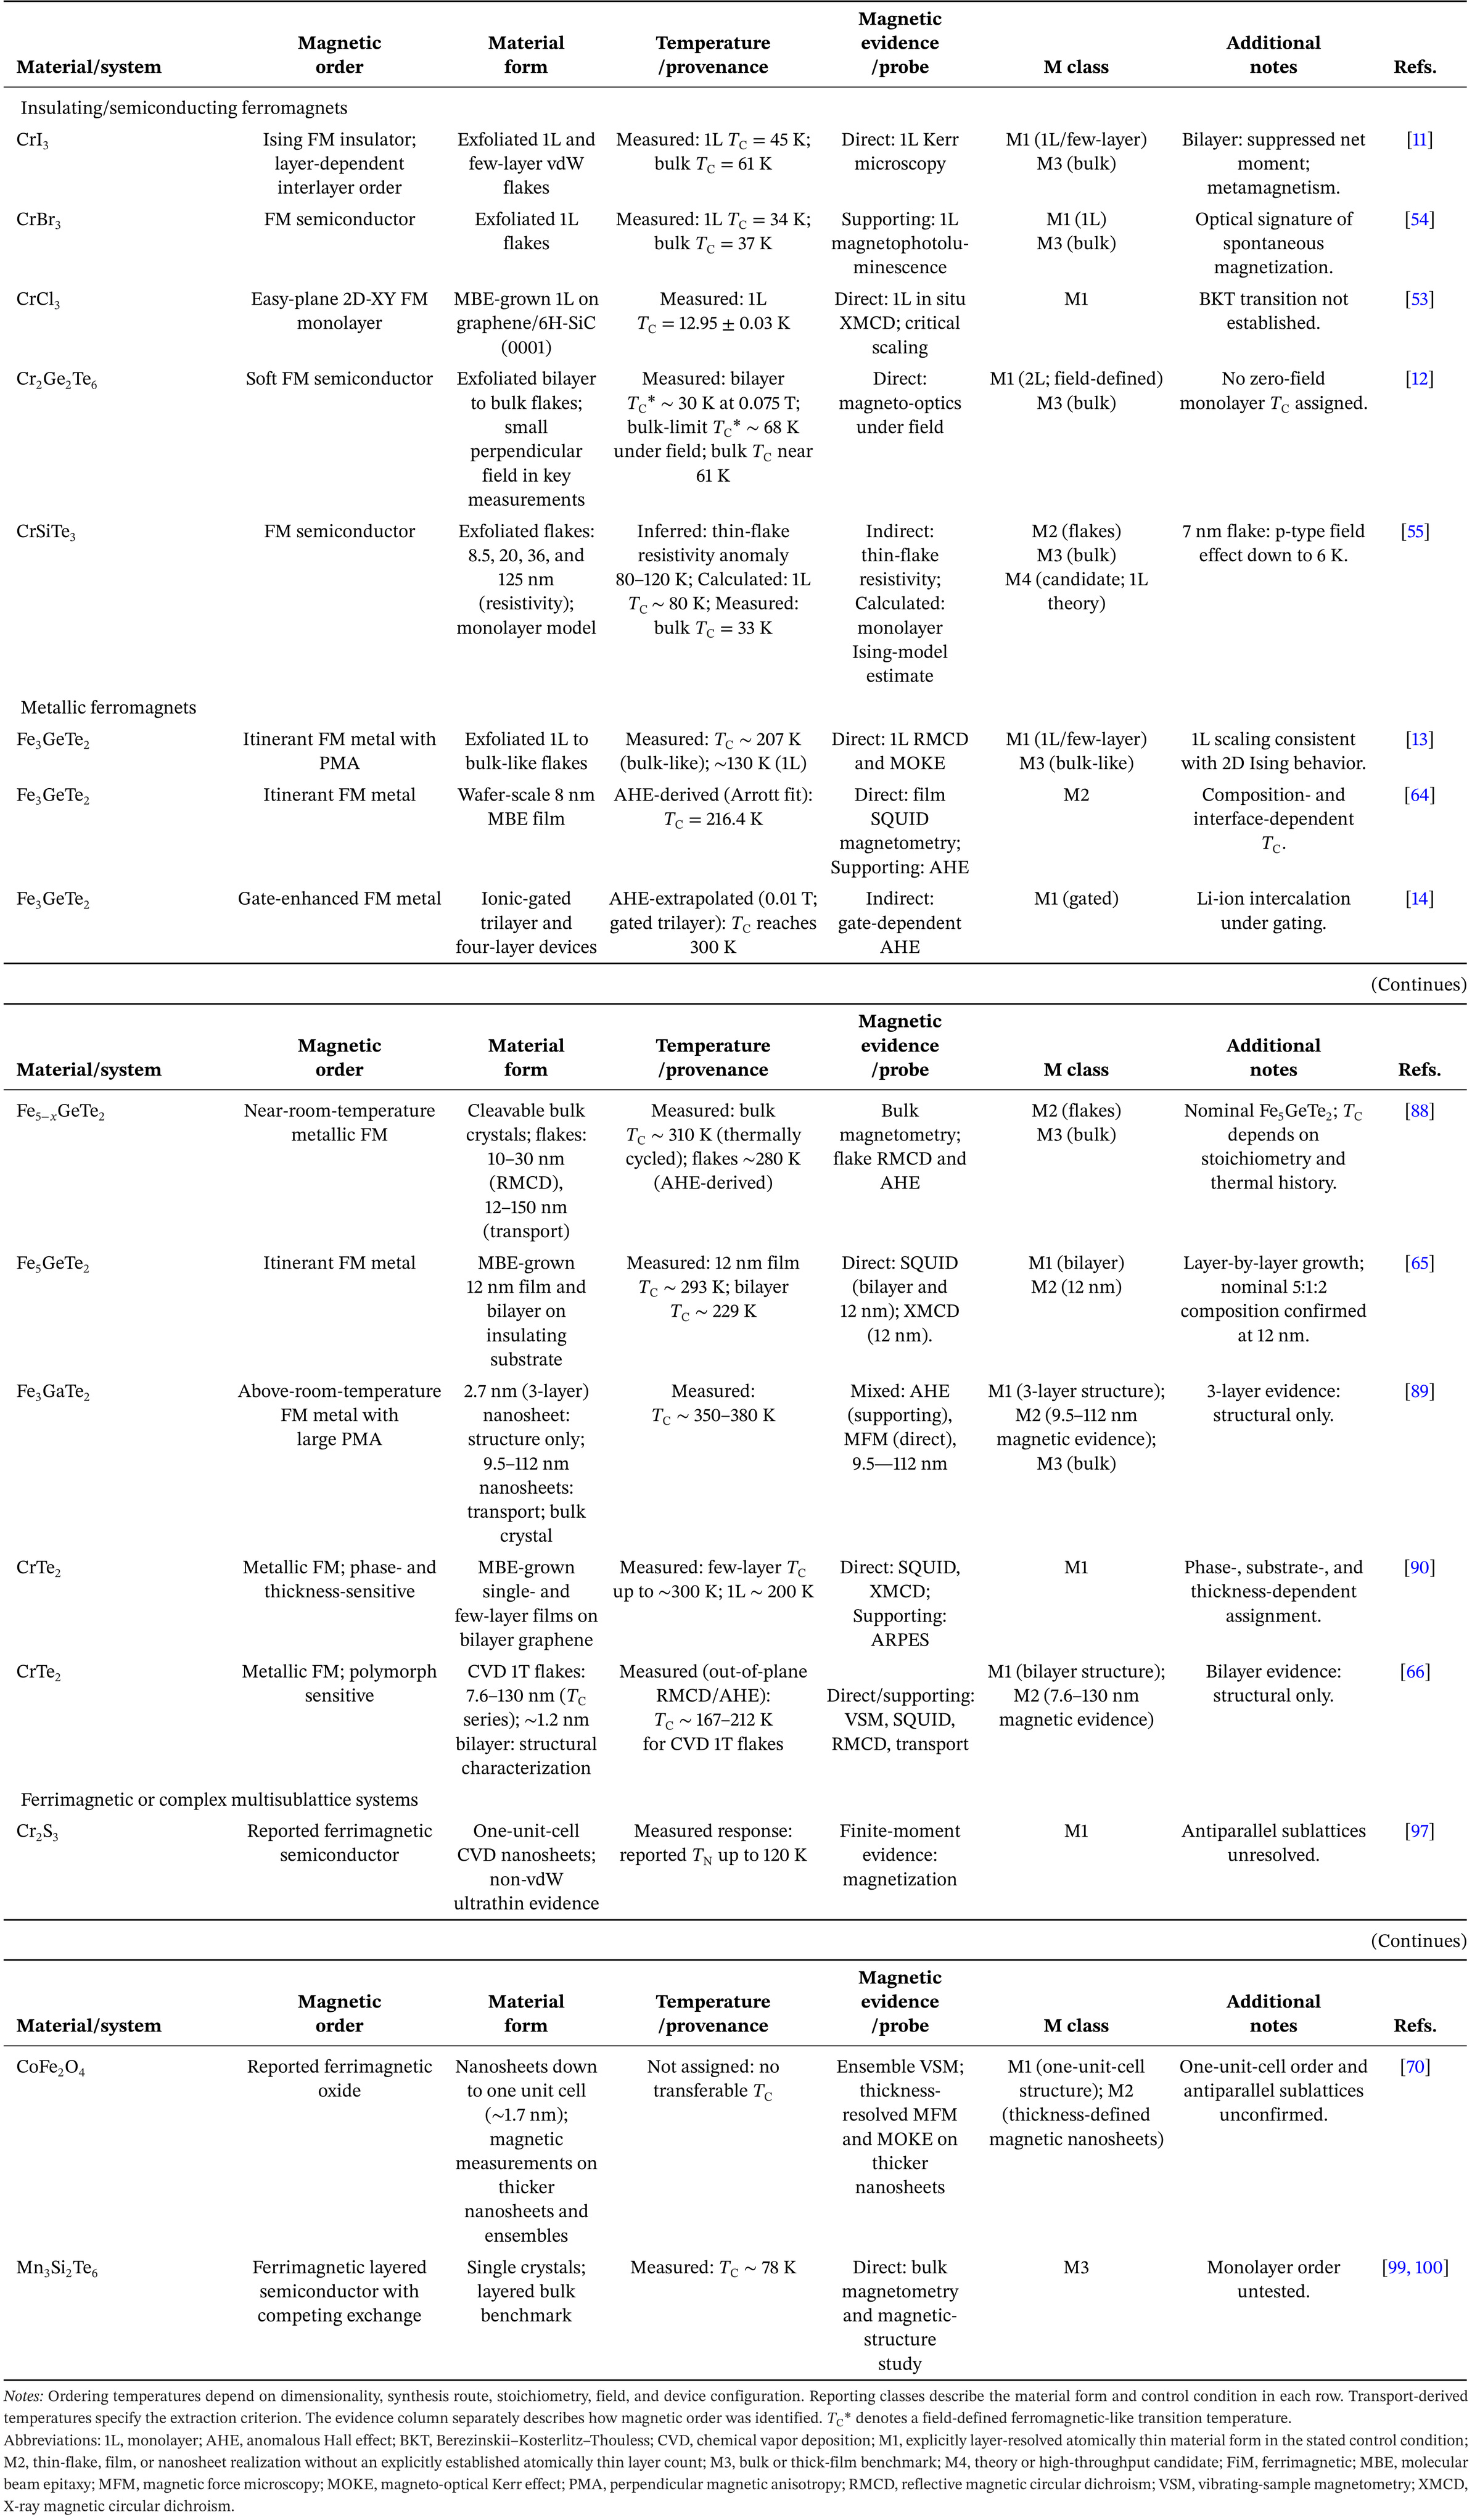 Material/system Magnetic order Material form Temperature /provenance Magnetic evidence /probe M class Additional notes Refs.
Insulating/semiconducting ferromagnets
CrI3 Ising FM insulator; layer-dependent interlayer order Exfoliated 1L and few-layer vdW flakes Measured: 1L TC = 45 K; bulk TC = 61 K Direct: 1L Kerr microscopy M1 (1L/few-layer) M3 (bulk) Bilayer: suppressed net moment; metamagnetism. [11]
CrBr3 FM semiconductor Exfoliated 1L flakes Measured: 1L TC = 34 K; bulk TC = 37 K Supporting: 1L magnetophotolu-minescence M1 (1L) M3 (bulk) Optical signature of spontaneous magnetization. [54]
CrCl3 Easy-plane 2D-XY FM monolayer MBE-grown 1L on graphene/6H-SiC (0001) Measured: 1L TC = 12.95 ± 0.03 K Direct: 1L in situ XMCD; critical scaling M1 BKT transition not established. [53]
Cr2Ge2Te6 Soft FM semiconductor Exfoliated bilayer to bulk flakes; small perpendicular field in key measurements Measured: bilayer TC* ∼ 30 K at 0.075 T; bulk-limit TC* ∼ 68 K under field; bulk TC near 61 K Direct: magneto-optics under field M1 (2L; field-defined) M3 (bulk) No zero-field monolayer TC assigned. [12]
CrSiTe3 FM semiconductor Exfoliated flakes: 8.5, 20, 36, and 125 nm (resistivity); monolayer model Inferred: thin-flake resistivity anomaly 80–120 K; Calculated: 1L TC ∼ 80 K; Measured: bulk TC = 33 K Indirect: thin-flake resistivity; Calculated: monolayer Ising-model estimate M2 (flakes) M3 (bulk) M4 (candidate; 1L theory) 7 nm flake: p-type field effect down to 6 K. [55]
Metallic ferromagnets
Fe3GeTe2 Itinerant FM metal with PMA Exfoliated 1L to bulk-like flakes Measured: TC ∼ 207 K (bulk-like); ∼130 K (1L) Direct: 1L RMCD and MOKE M1 (1L/few-layer) M3 (bulk-like) 1L scaling consistent with 2D Ising behavior. [13]
Fe3GeTe2 Itinerant FM metal Wafer-scale 8 nm MBE film AHE-derived (Arrott fit): TC = 216.4 K Direct: film SQUID magnetometry; Supporting: AHE M2 Composition- and interface-dependent TC. [64]
Fe3GeTe2 Gate-enhanced FM metal Ionic-gated trilayer and four-layer devices AHE-extrapolated (0.01 T; gated trilayer): TC reaches 300 K Indirect: gate-dependent AHE M1 (gated) Li-ion intercalation under gating. [14]
(Continues)
Material/system Magnetic order Material form Temperature /provenance Magnetic evidence /probe M class Additional notes Refs.
Fe5−xGeTe2 Near-room-temperature metallic FM Cleavable bulk crystals; flakes: 10–30 nm (RMCD), 12–150 nm (transport) Measured: bulk TC ∼ 310 K (thermally cycled); flakes ∼280 K (AHE-derived) Bulk magnetometry; flake RMCD and AHE M2 (flakes) M3 (bulk) Nominal Fe5GeTe2; TC depends on stoichiometry and thermal history. [88]
Fe5GeTe2 Itinerant FM metal MBE-grown 12 nm film and bilayer on insulating substrate Measured: 12 nm film TC ∼ 293 K; bilayer TC ∼ 229 K Direct: SQUID (bilayer and 12 nm); XMCD (12 nm). M1 (bilayer) M2 (12 nm) Layer-by-layer growth; nominal 5:1:2 composition confirmed at 12 nm. [65]
Fe3GaTe2 Above-room-temperature FM metal with large PMA 2.7 nm (3-layer) nanosheet: structure only; 9.5–112 nm nanosheets: transport; bulk crystal Measured: TC ∼ 350–380 K Mixed: AHE (supporting), MFM (direct), 9.5—112 nm M1 (3-layer structure); M2 (9.5–112 nm magnetic evidence); M3 (bulk) 3-layer evidence: structural only. [89]
CrTe2 Metallic FM; phase- and thickness-sensitive MBE-grown single- and few-layer films on bilayer graphene Measured: few-layer TC up to ∼300 K; 1L ∼ 200 K Direct: SQUID, XMCD; Supporting: ARPES M1 Phase-, substrate-, and thickness-dependent assignment. [90]
CrTe2 Metallic FM; polymorph sensitive CVD 1T flakes: 7.6–130 nm (TC series); ∼1.2 nm bilayer: structural characterization Measured (out-of-plane RMCD/AHE): TC ∼ 167–212 K for CVD 1T flakes Direct/supporting: VSM, SQUID, RMCD, transport M1 (bilayer structure); M2 (7.6–130 nm magnetic evidence) Bilayer evidence: structural only. [66]
Ferrimagnetic or complex multisublattice systems
Cr2S3 Reported ferrimagnetic semiconductor One-unit-cell CVD nanosheets; non-vdW ultrathin evidence Measured response: reported TN up to 120 K Finite-moment evidence: magnetization M1 Antiparallel sublattices unresolved. [97]
(Continues)
Material/system Magnetic order Material form Temperature /provenance Magnetic evidence /probe M class Additional notes Refs.
CoFe2O4 Reported ferrimagnetic oxide Nanosheets down to one unit cell (∼1.7 nm); magnetic measurements on thicker nanosheets and ensembles Not assigned: no transferable TC Ensemble VSM; thickness-resolved MFM and MOKE on thicker nanosheets M1 (one-unit-cell structure); M2 (thickness-defined magnetic nanosheets) One-unit-cell order and antiparallel sublattices unconfirmed. [70]
Mn3Si2Te6 Ferrimagnetic layered semiconductor with competing exchange Single crystals; layered bulk benchmark Measured: TC ∼ 78 K Direct: bulk magnetometry and magnetic-structure study M3 Monolayer order untested. [99, 100]
Notes: Ordering temperatures depend on dimensionality, synthesis route, stoichiometry, field, and device configuration. Reporting classes describe the material form and control condition in each row. Transport-derived
temperatures specify the extraction criterion. The evidence column separately describes how magnetic order was identified. TC* denotes a field-defined ferromagnetic-like transition temperature.
Abbreviations: 1L, monolayer; AHE, anomalous Hall effect; BKT, Berezinskii–Kosterlitz–Thouless; CVD, chemical vapor deposition; M1, explicitly layer-resolved atomically thin material form in the stated control condition;
M2, thin-flake, film, or nanosheet realization without an explicitly established atomically thin layer count; M3, bulk or thick-film benchmark; M4, theory or high-throughput candidate; FiM, ferrimagnetic; MBE, molecular
beam epitaxy; MFM, magnetic force microscopy; MOKE, magneto-optical Kerr effect; PMA, perpendicular magnetic anisotropy; RMCD, reflective magnetic circular dichroism; VSM, vibrating-sample magnetometry; XMCD,
X-ray magnetic circular dichroism.